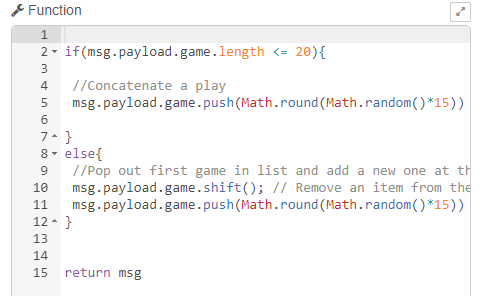 Function
1
2 if(msg.payload.game.length <= 20){
3
4 //Concatenate a play
5 msg.payload.game.push(Math.round(Math.random()*15))
6
7 }
8 else{
9 //Pop out first game in list and add a new one at
10 msg.payload.game.shift(); // Remove an item from the
11 msg.payload.game.push(Math.round(Math.random()*15))
12 }
13
14
15 return msg